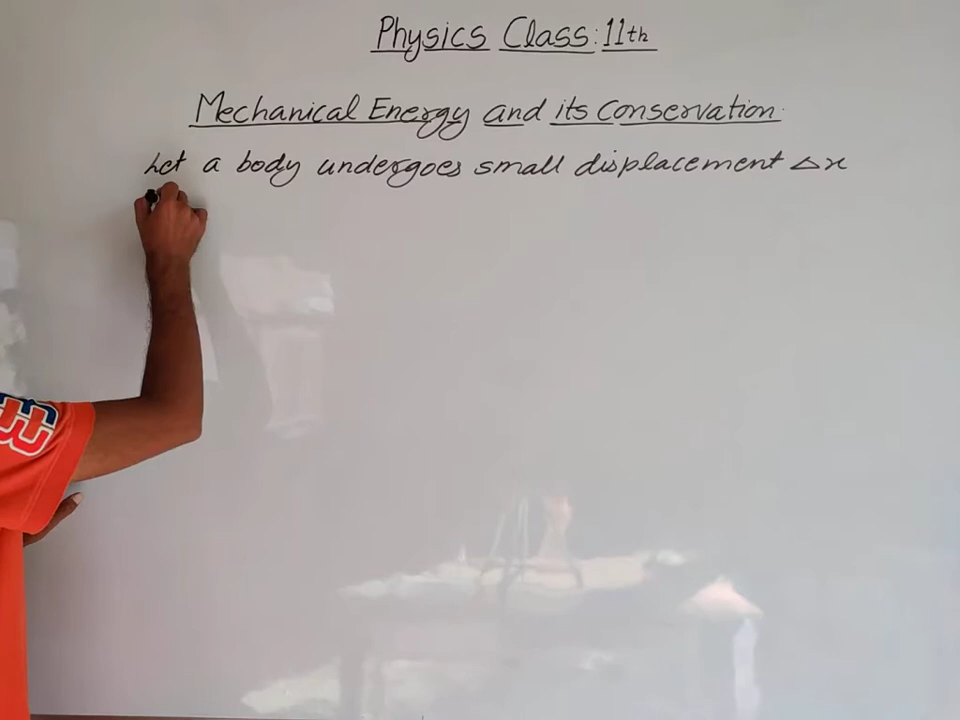 Physics Class: 11th
Mechanical Energy and its Conservation.
Let a body undergoes small displacement Δx